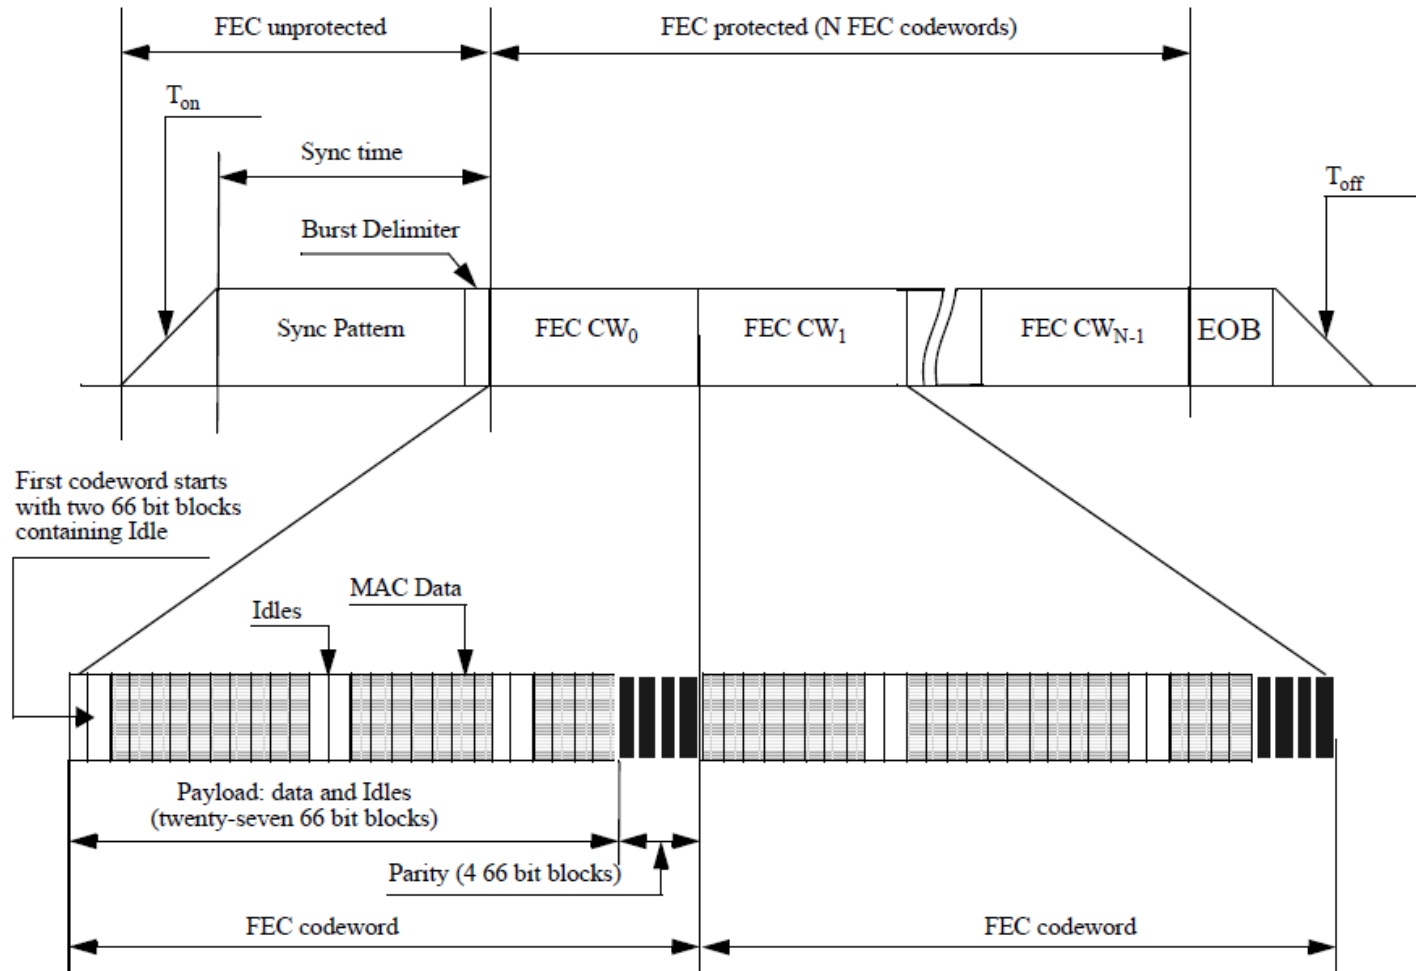 FEC unprotected
FEC protected (N FEC codewords)
Ton
Sync time
Toff
Burst Delimiter
Sync Pattern
FEC CW0
FEC CW1
FEC CWN-1
EOB
First codeword starts
with two 66 bit blocks
containing Idle
MAC Data
Idles
Payload: data and Idles
(twenty-seven 66 bit blocks)
Parity (4 66 bit blocks)
FEC codeword
FEC codeword